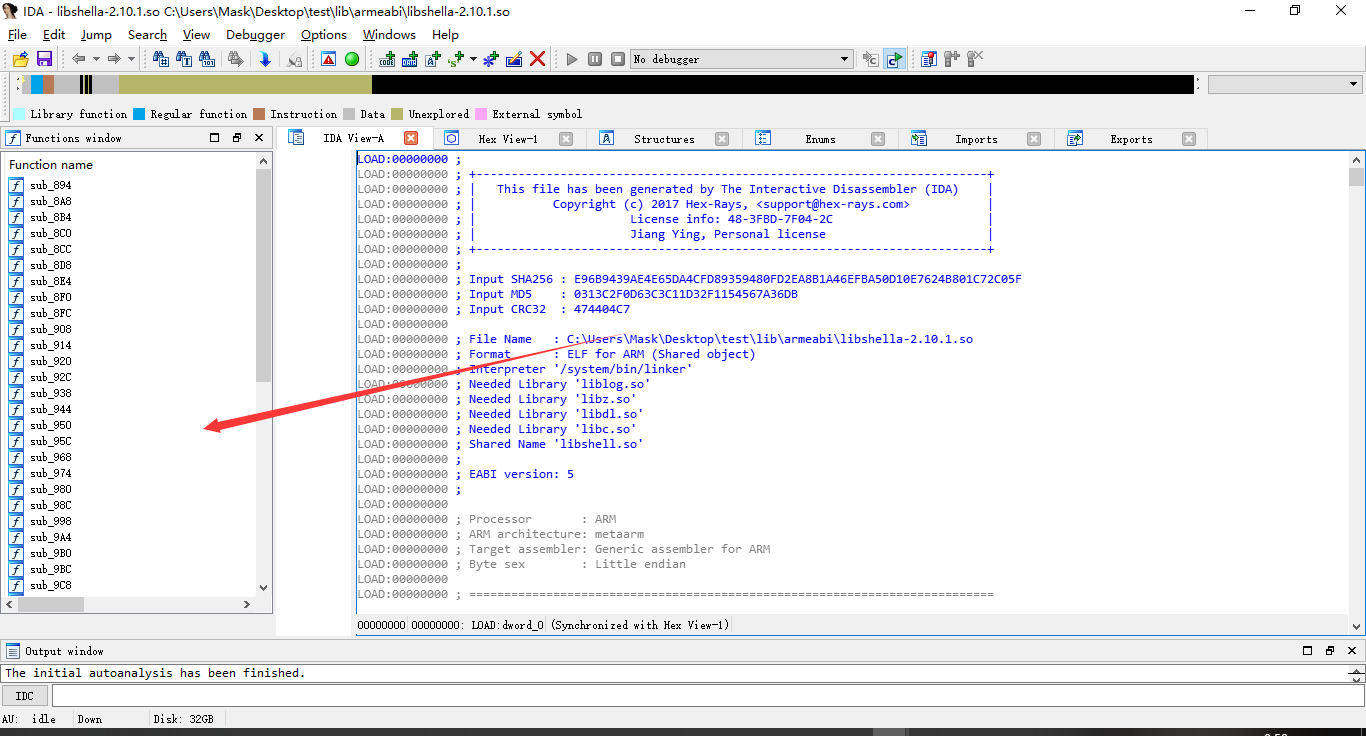 IDA - libshella-2.10.1.so C:\Users\Mask\Desktop\test\lib\armeabi\libshella-2.10.1.so
File Edit Jump Search View Debugger Options Windows Help
No debugger
Library function Regular function Instruction Data Unexplored External symbol
Functions window
IDA View-A Hex View-1 Structures Enums Imports Exports
Function name
sub_894
sub_8A8
sub_8B4
sub_8C0
sub_8CC
sub_8D8
sub_8E4
sub_8F0
sub_8FC
sub_908
sub_914
sub_920
sub_92C
sub_938
sub_944
sub_950
sub_95C
sub_968
sub_974
sub_980
sub_98C
sub_998
sub_9A4
sub_9B0
sub_9BC
sub_9C8
LOAD:00000000 ;
LOAD:00000000 ; +-------------------------------------------------------------------------+
LOAD:00000000 ; | This file has been generated by The Interactive Disassembler (IDA) |
LOAD:00000000 ; | Copyright (c) 2017 Hex-Rays, <support@hex-rays.com> |
LOAD:00000000 ; | License info: 48-3FBD-7F04-2C |
LOAD:00000000 ; | Jiang Ying, Personal license |
LOAD:00000000 ; +-------------------------------------------------------------------------+
LOAD:00000000 ;
LOAD:00000000 ; Input SHA256 : E96B9439AE4E65DA4CFD89359480FD2EA8B1A46EFBA50D10E7624B801C72C05F
LOAD:00000000 ; Input MD5 : 0313C2F0D63C3C11D32F1154567A36DB
LOAD:00000000 ; Input CRC32 : 474404C7
LOAD:00000000
LOAD:00000000 ; File Name : C:\Users\Mask\Desktop\test\lib\armeabi\libshella-2.10.1.so
LOAD:00000000 ; Format : ELF for ARM (Shared object)
LOAD:00000000 ; Interpreter '/system/bin/linker'
LOAD:00000000 ; Needed Library 'liblog.so'
LOAD:00000000 ; Needed Library 'libz.so'
LOAD:00000000 ; Needed Library 'libdl.so'
LOAD:00000000 ; Needed Library 'libc.so'
LOAD:00000000 ; Shared Name 'libshell.so'
LOAD:00000000 ;
LOAD:00000000 ; EABI version: 5
LOAD:00000000 ;
LOAD:00000000
LOAD:00000000 ; Processor : ARM
LOAD:00000000 ; ARM architecture: metaarm
LOAD:00000000 ; Target assembler: Generic assembler for ARM
LOAD:00000000 ; Byte sex : Little endian
LOAD:00000000
LOAD:00000000 ; ===========================================================================
00000000 00000000: LOAD:dword_0 (Synchronized with Hex View-1)
Output window
The initial autoanalysis has been finished.
IDC
AU: idle Down Disk: 32GB